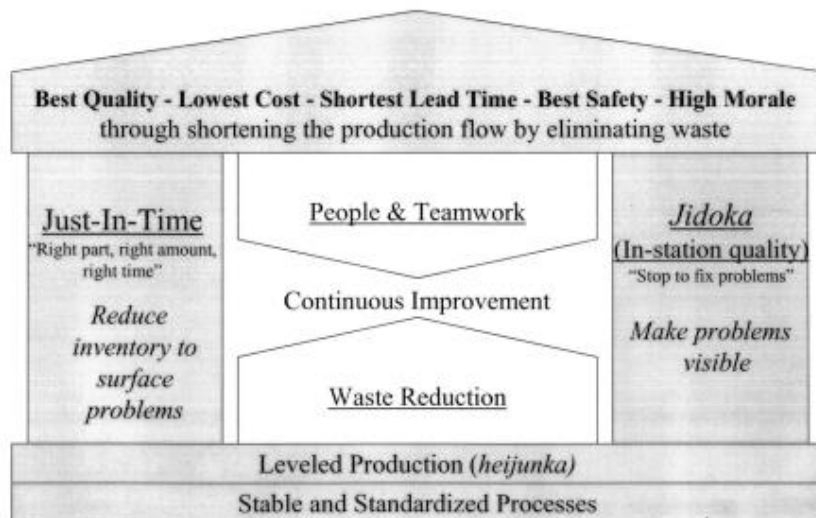 Best Quality - Lowest Cost - Shortest Lead Time - Best Safety - High Morale
through shortening the production flow by eliminating waste
Just-In-Time
“Right part, right amount,
right time”
Reduce
inventory to
surface
problems
People & Teamwork
Continuous Improvement
Waste Reduction
Jidoka
(In-station quality)
“Stop to fix problems”
Make problems
visible
Leveled Production (heijunka)
Stable and Standardized Processes